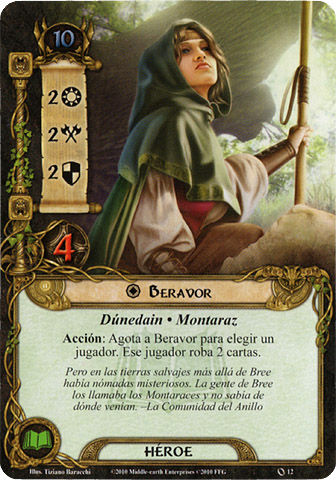 10
2
2
2
4
Beravor
Dúnedain • Montaraz
Acción: Agota a Beravor para elegir un
jugador. Ese jugador roba 2 cartas.
Pero en las tierras salvajes más allá de Bree
había nómadas misteriosos. La gente de Bree
los llamaba los Montaraces y no sabía de
dónde venían. –La Comunidad del Anillo
HÉROE
Illus. Tiziano Baracchi
©2010 Middle-earth Enterprises ©2010 FFG
12